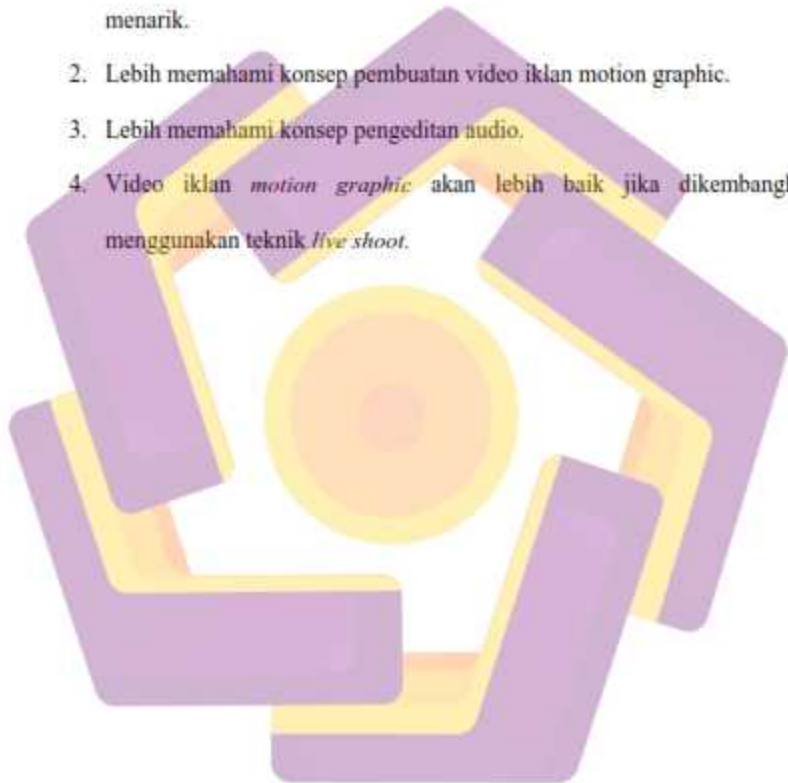 menarik.
2. Lebih memahami konsep pembuatan video iklan motion graphic.
3. Lebih memahami konsep pengeditan audio.
4. Video iklan motion graphic akan lebih baik jika dikembangk
menggunakan teknik live shoot.